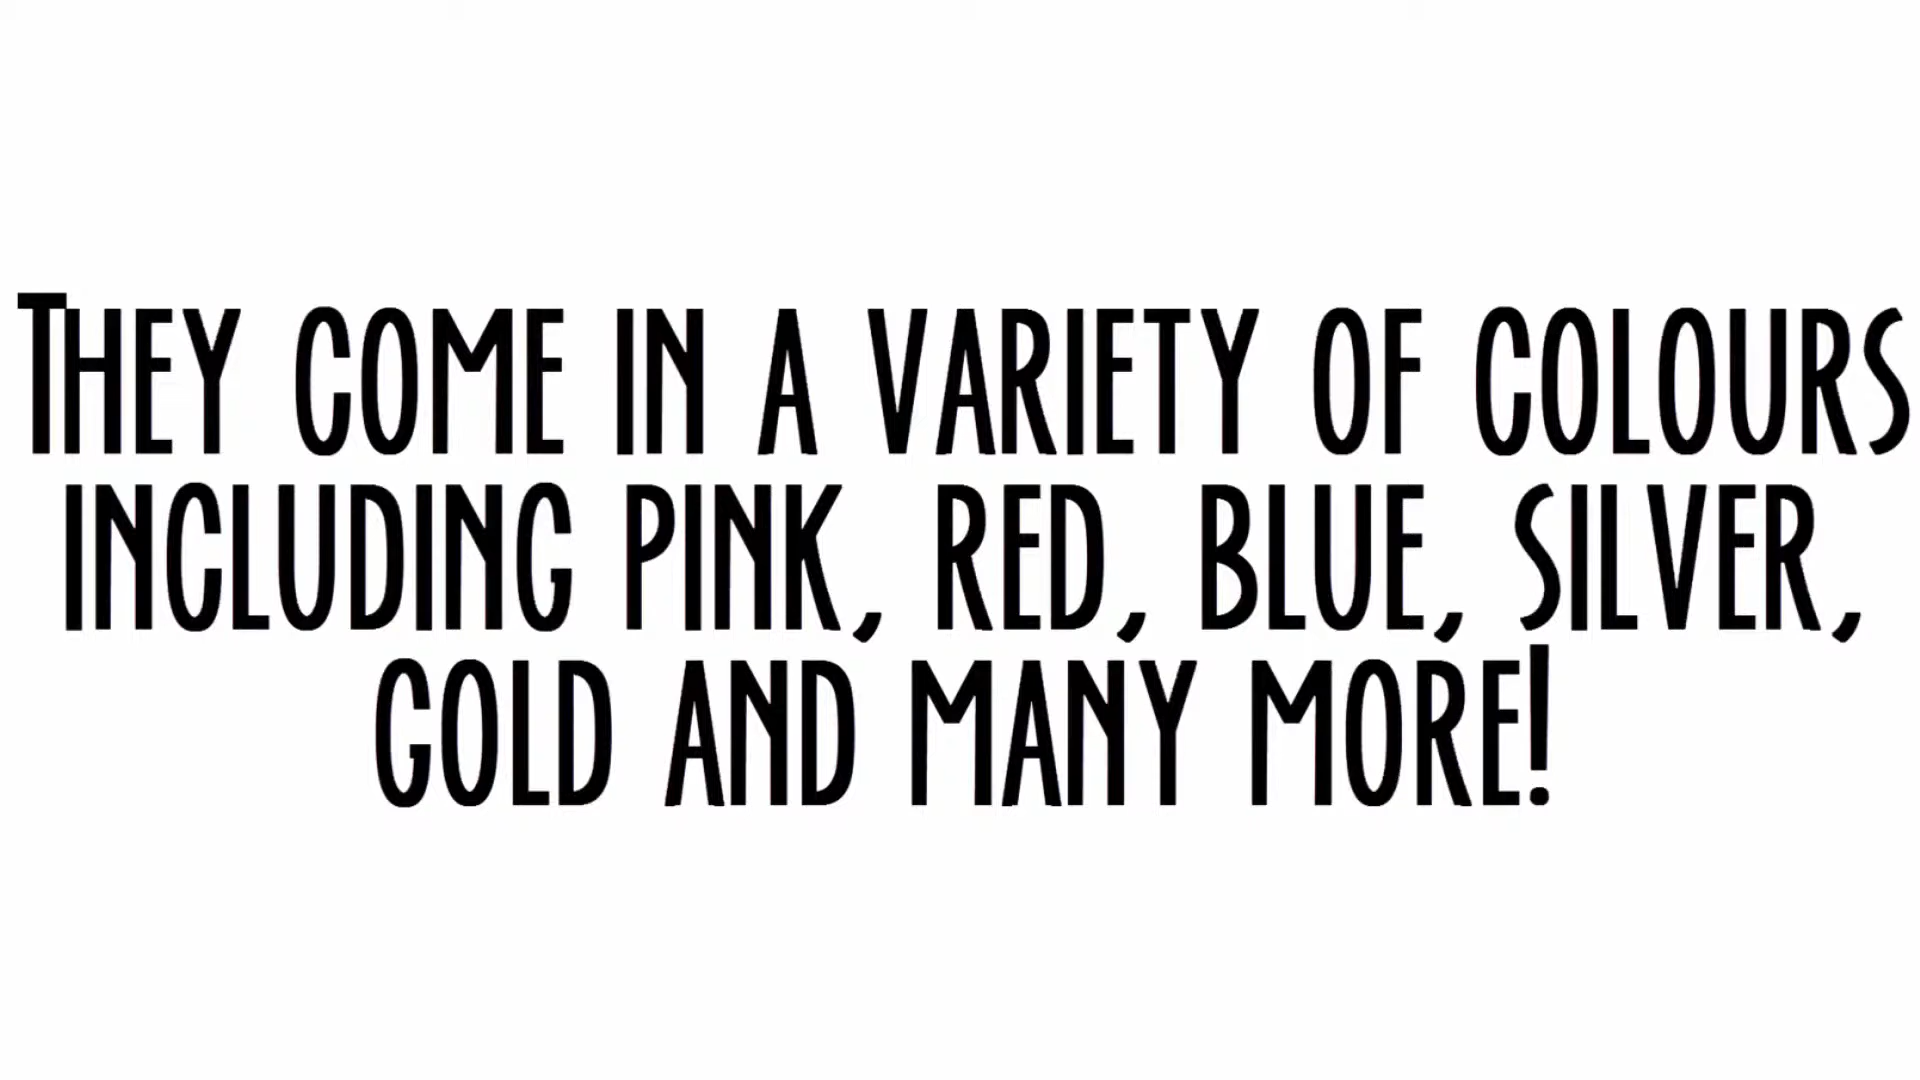 They come in a variety of colours
including pink, red, blue, silver,
gold and many more!